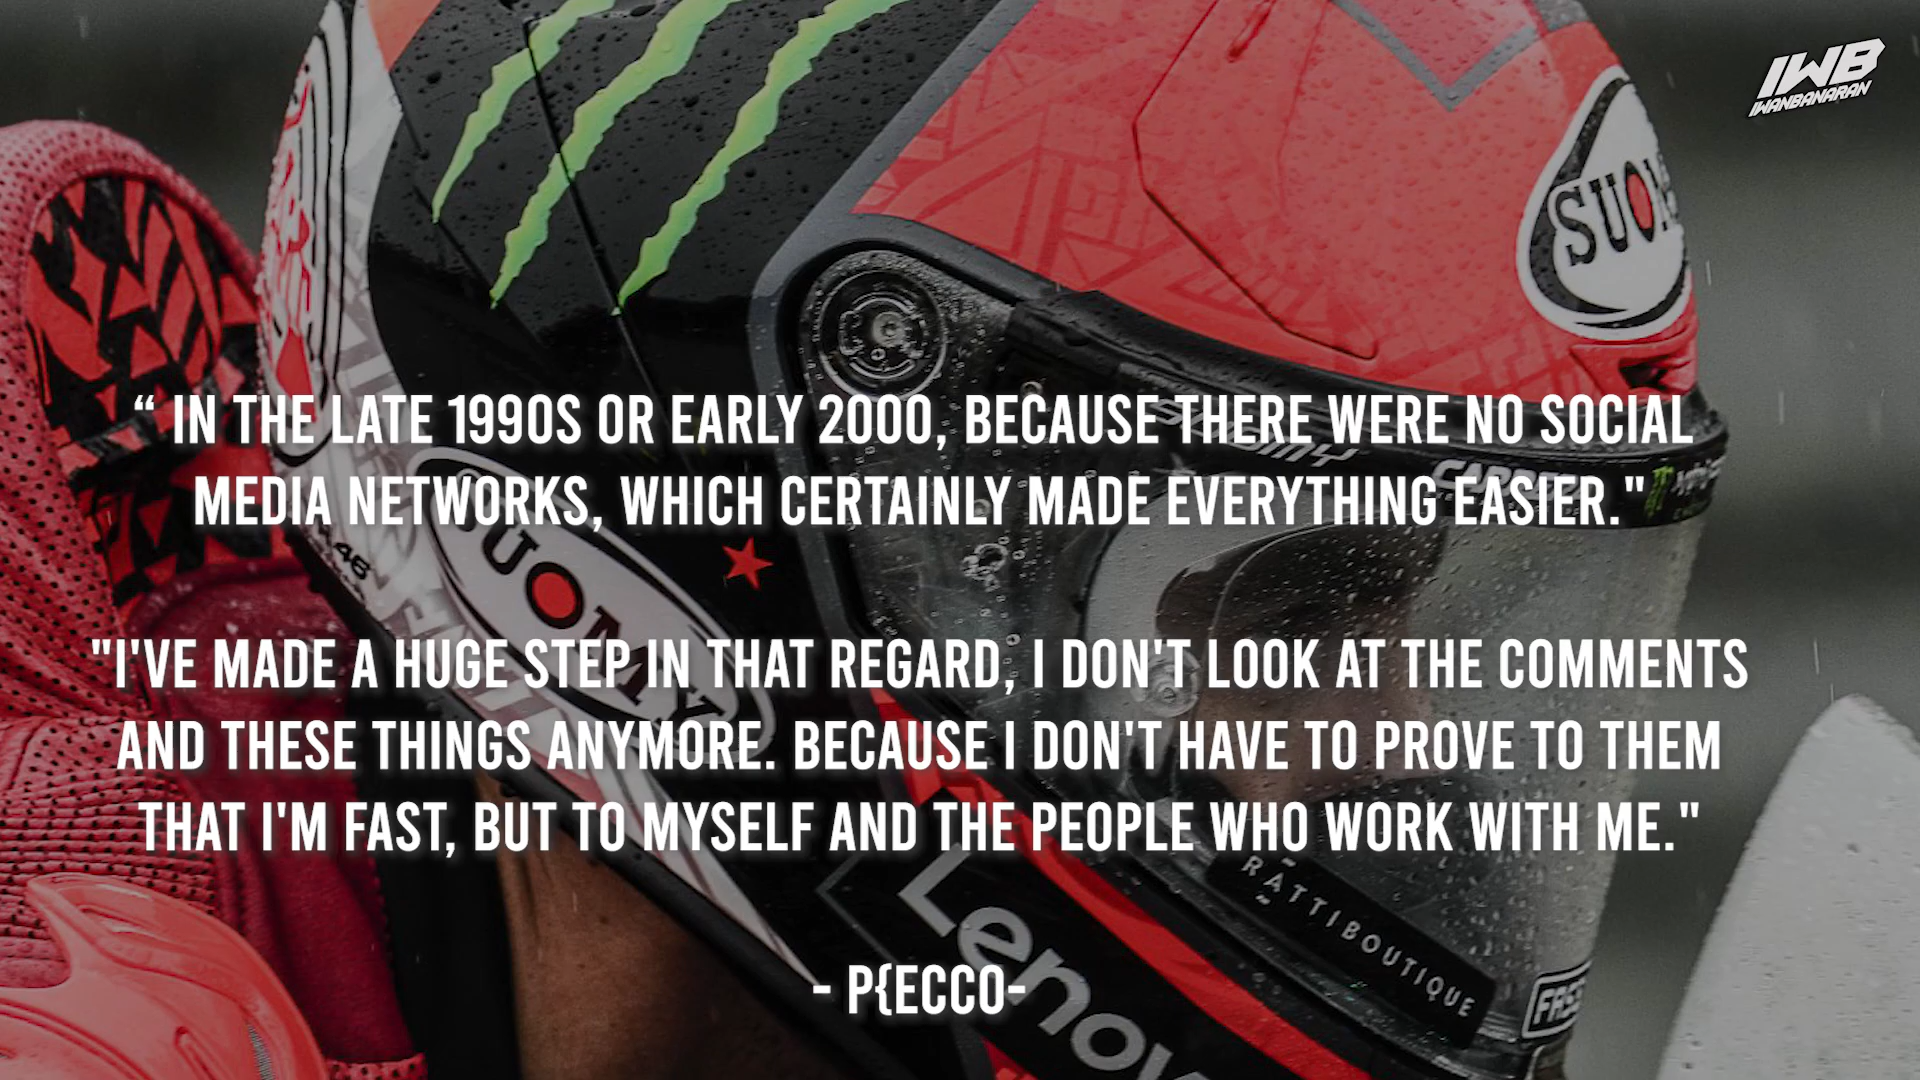 IWB
IWANBANARAN
SUOM
“ IN THE LATE 1990S OR EARLY 2000, BECAUSE THERE WERE NO SOCIAL
MEDIA NETWORKS, WHICH CERTAINLY MADE EVERYTHING EASIER."
SUOMY
"I'VE MADE A HUGE STEP IN THAT REGARD, I DON'T LOOK AT THE COMMENTS
AND THESE THINGS ANYMORE. BECAUSE I DON'T HAVE TO PROVE TO THEM
THAT I'M FAST, BUT TO MYSELF AND THE PEOPLE WHO WORK WITH ME."
RATTIBOUTIQUE
- P{ECCO-
Lenov